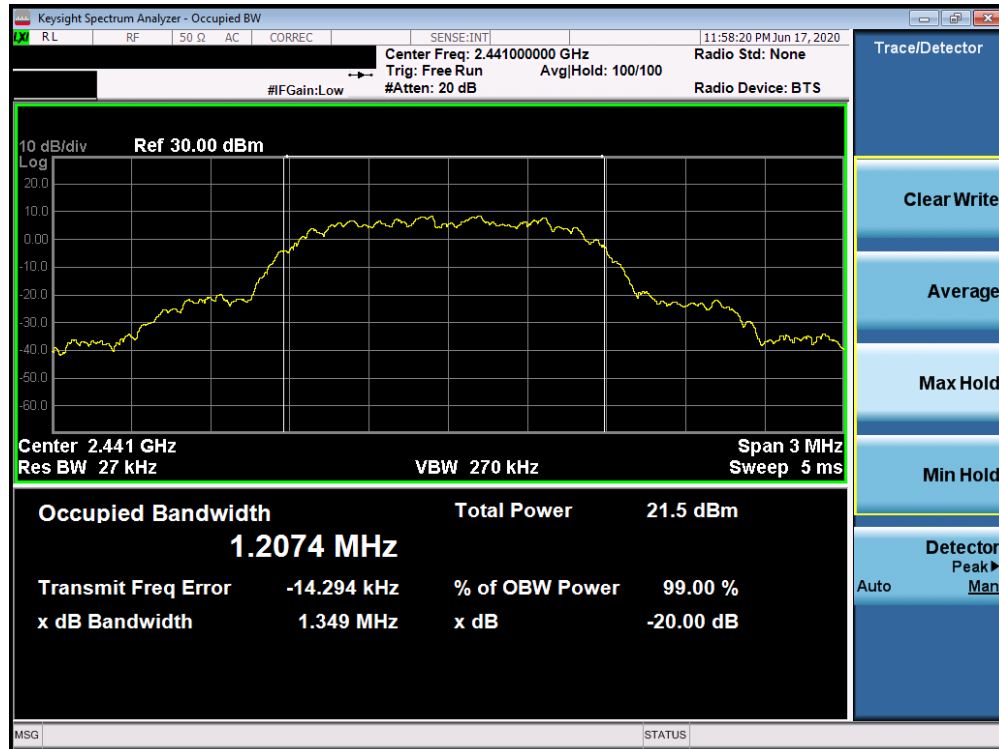 Keysight Spectrum Analyzer - Occupied BW
LXI RL RF 50 Ω AC CORREC SENSE:INT 11:58:20 PM Jun 17, 2020
Center Freq: 2.441000000 GHz Radio Std: None
Trig: Free Run Avg|Hold: 100/100
#IFGain:Low #Atten: 20 dB Radio Device: BTS
Trace/Detector
10 dB/div Ref 30.00 dBm
Log
20.0
10.0
0.00
-10.0
-20.0
-30.0
-40.0
-50.0
-60.0
Center 2.441 GHz Span 3 MHz
Res BW 27 kHz VBW 270 kHz Sweep 5 ms
Occupied Bandwidth Total Power 21.5 dBm
1.2074 MHz
Transmit Freq Error -14.294 kHz % of OBW Power 99.00 %
x dB Bandwidth 1.349 MHz x dB -20.00 dB
Clear Write
Average
Max Hold
Min Hold
Detector
Peak▶
Auto Man
MSG STATUS